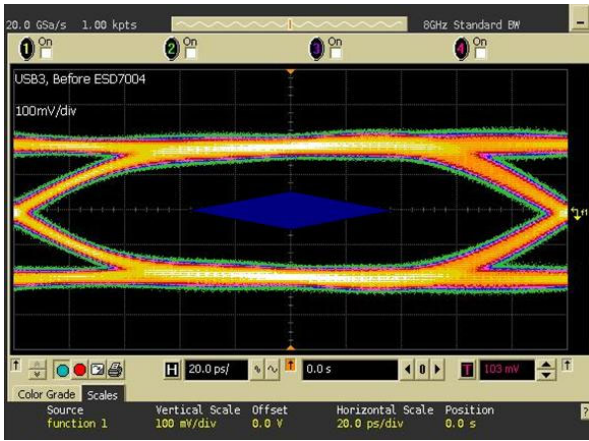 20.0 GSa/s 1.00 kpts 8GHz Standard BW
1 On 2 On 3 On 4 On
USB3, Before ESD7004
100mV/div
H 20.0 ps/ 0.0 s 0 T 103 mV
Color Grade Scales
Source Vertical Scale Offset Horizontal Scale Position
function 1 100 mV/div 0.0 V 20.0 ps/div 0.0 s
?